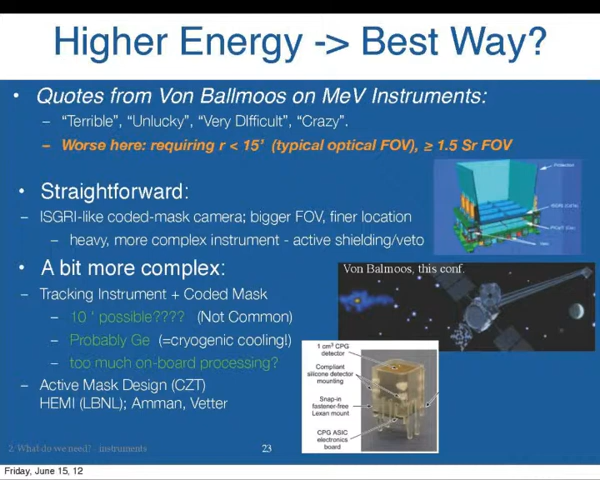 Higher Energy -> Best Way?
• Quotes from Von Ballmoos on MeV Instruments:
– “Terrible”, “Unlucky”, “Very DIfficult”, “Crazy”.
– Worse here: requiring r < 15’ (typical optical FOV), ≥ 1.5 Sr FOV
• Straightforward:
– ISGRI-like coded-mask camera; bigger FOV, finer location
– heavy, more complex instrument - active shielding/veto
• A bit more complex:
Von Balmoos, this conf.
– Tracking Instrument + Coded Mask
– 10 ' possible???? (Not Common)
– Probably Ge (=cryogenic cooling!)
– too much on-board processing?
– Active Mask Design (CZT)
HEMI (LBNL); Amman, Vetter
1 cm³ CPG
detector
Compliant
silicone detector
mounting
Snap-in
fastener-free
Lexan mount
CPG ASIC
electronics
board
2. What do we need? - instruments
23
Friday, June 15, 12